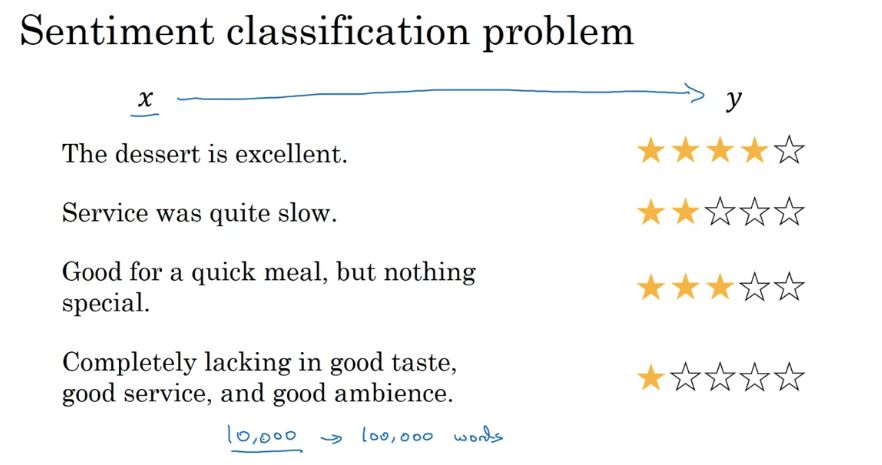 Sentiment classification problem
x → y
The dessert is excellent.
Service was quite slow.
Good for a quick meal, but nothing
special.
Completely lacking in good taste,
good service, and good ambience.
10,000 → 100,000 words